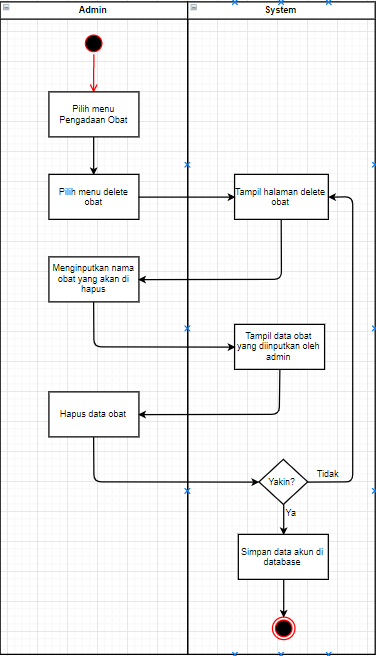 Admin
System
Pilih menu
Pengadaan Obat
Pilih menu delete
obat
Tampil halaman delete
obat
Menginputkan nama
obat yang akan di
hapus
Tampil data obat
yang diinputkan oleh
admin
Hapus data obat
Yakin?
Tidak
Ya
Simpan data akun di
database